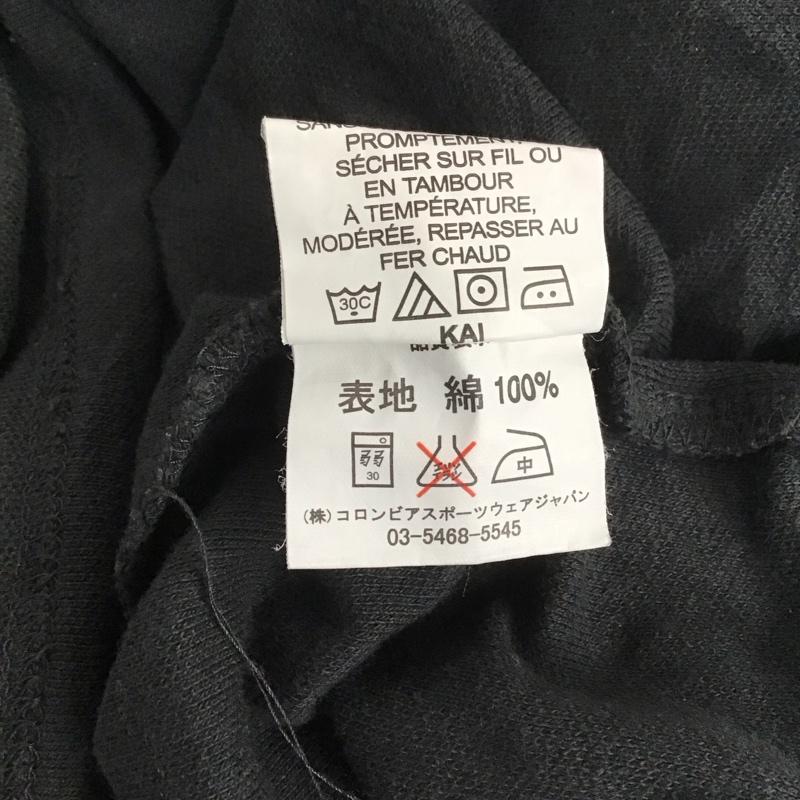 PROMPTEMENT.
SÉCHER SUR FIL OU
EN TAMBOUR
À TEMPÉRATURE,
MODÉRÉE, REPASSER AU
FER CHAUD
30C
KAI
表地 綿 100%
弱 30 中
(株)コロンビアスポーツウェアジャパン
03-5468-5545